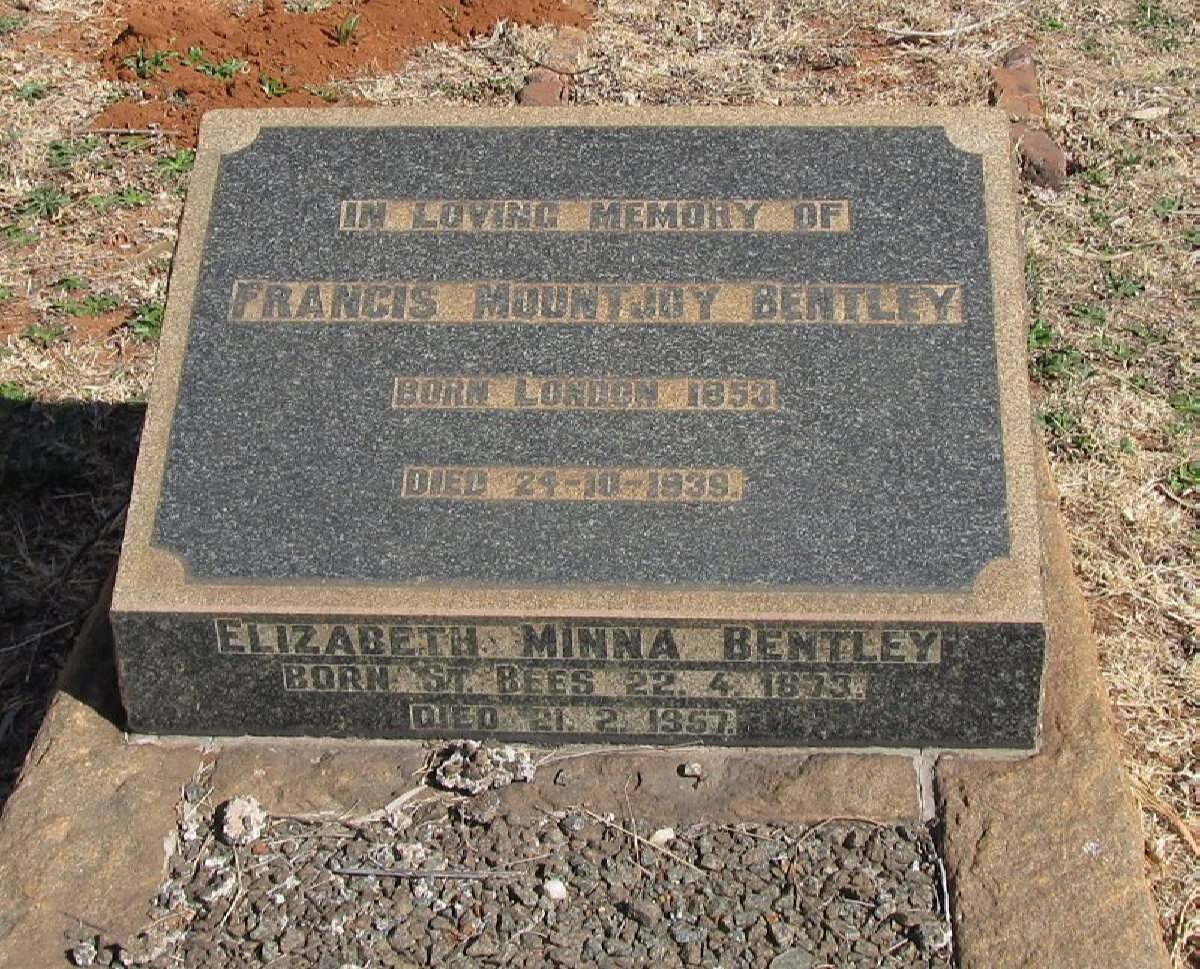 IN LOVING MEMORY OF
FRANCIS MOUNTJOY BENTLEY
BORN LONDON 1853
DIED 24-10-1939.
ELIZABETH MINNA BENTLEY
BORN ST. BEES 22. 4. 1873.
DIED 21. 2. 1957.